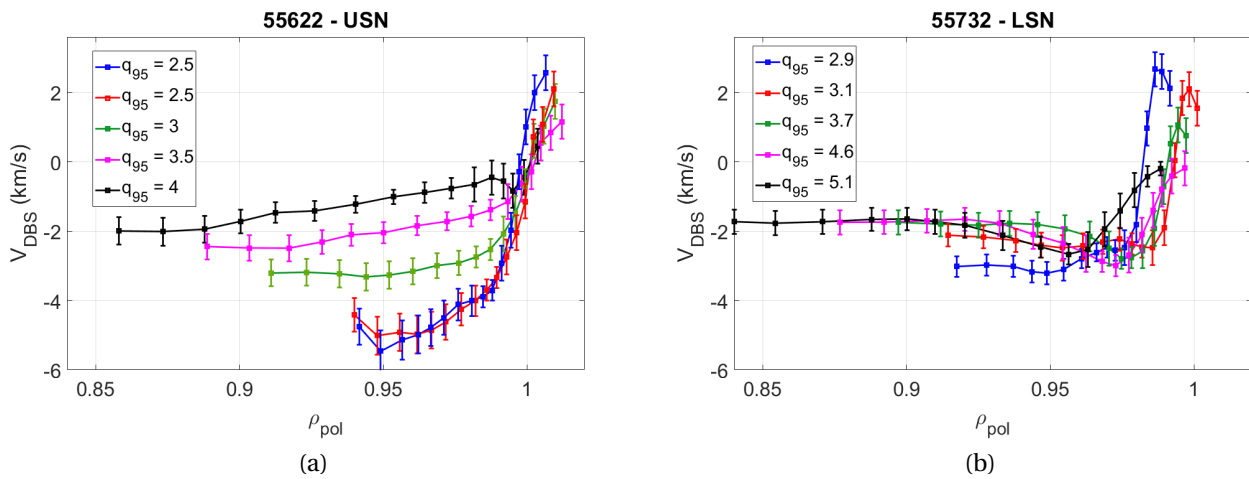 55622 - USN
q95 = 2.5
q95 = 2.5
q95 = 3
q95 = 3.5
q95 = 4
VDBS (km/s)
2
0
-2
-4
-6
0.85 0.9 0.95 1
ρpol
(a)
55732 - LSN
q95 = 2.9
q95 = 3.1
q95 = 3.7
q95 = 4.6
q95 = 5.1
VDBS (km/s)
2
0
-2
-4
-6
0.85 0.9 0.95 1
ρpol
(b)